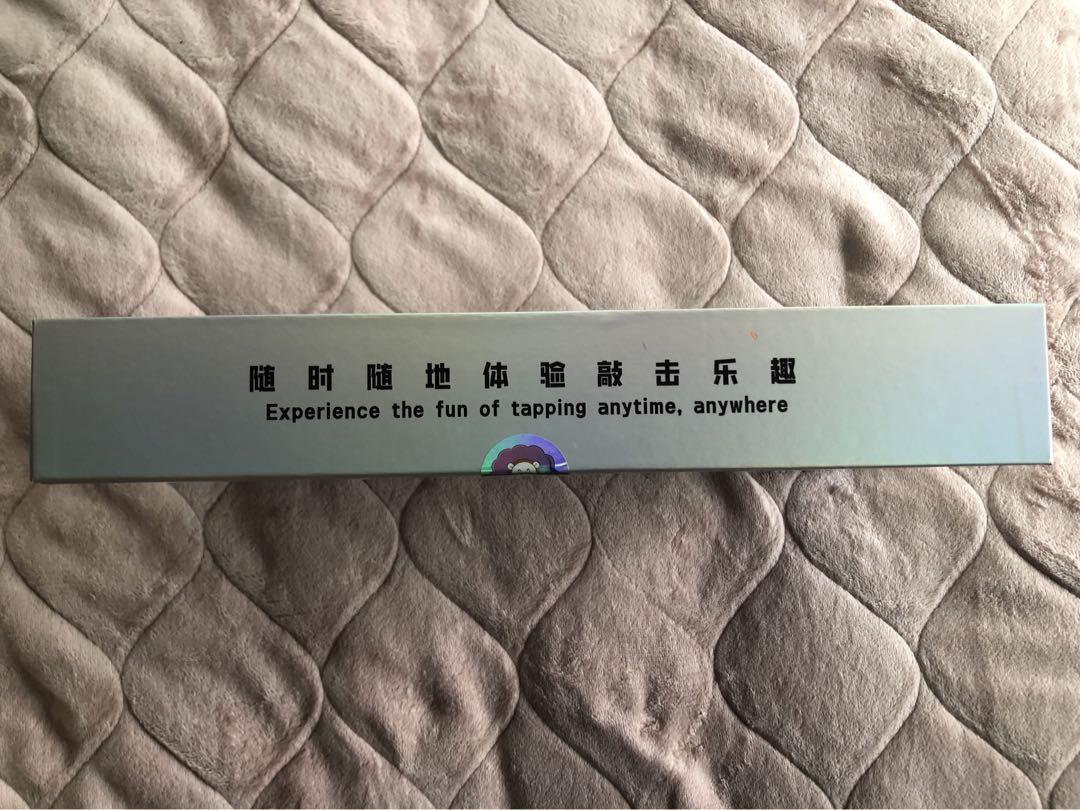 随时随地体验敲击乐趣
Experience the fun of tapping anytime, anywhere